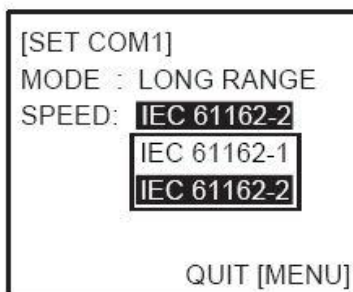 [SET COM1]
MODE : LONG RANGE
SPEED: IEC 61162-2
IEC 61162-1
IEC 61162-2
QUIT [MENU]